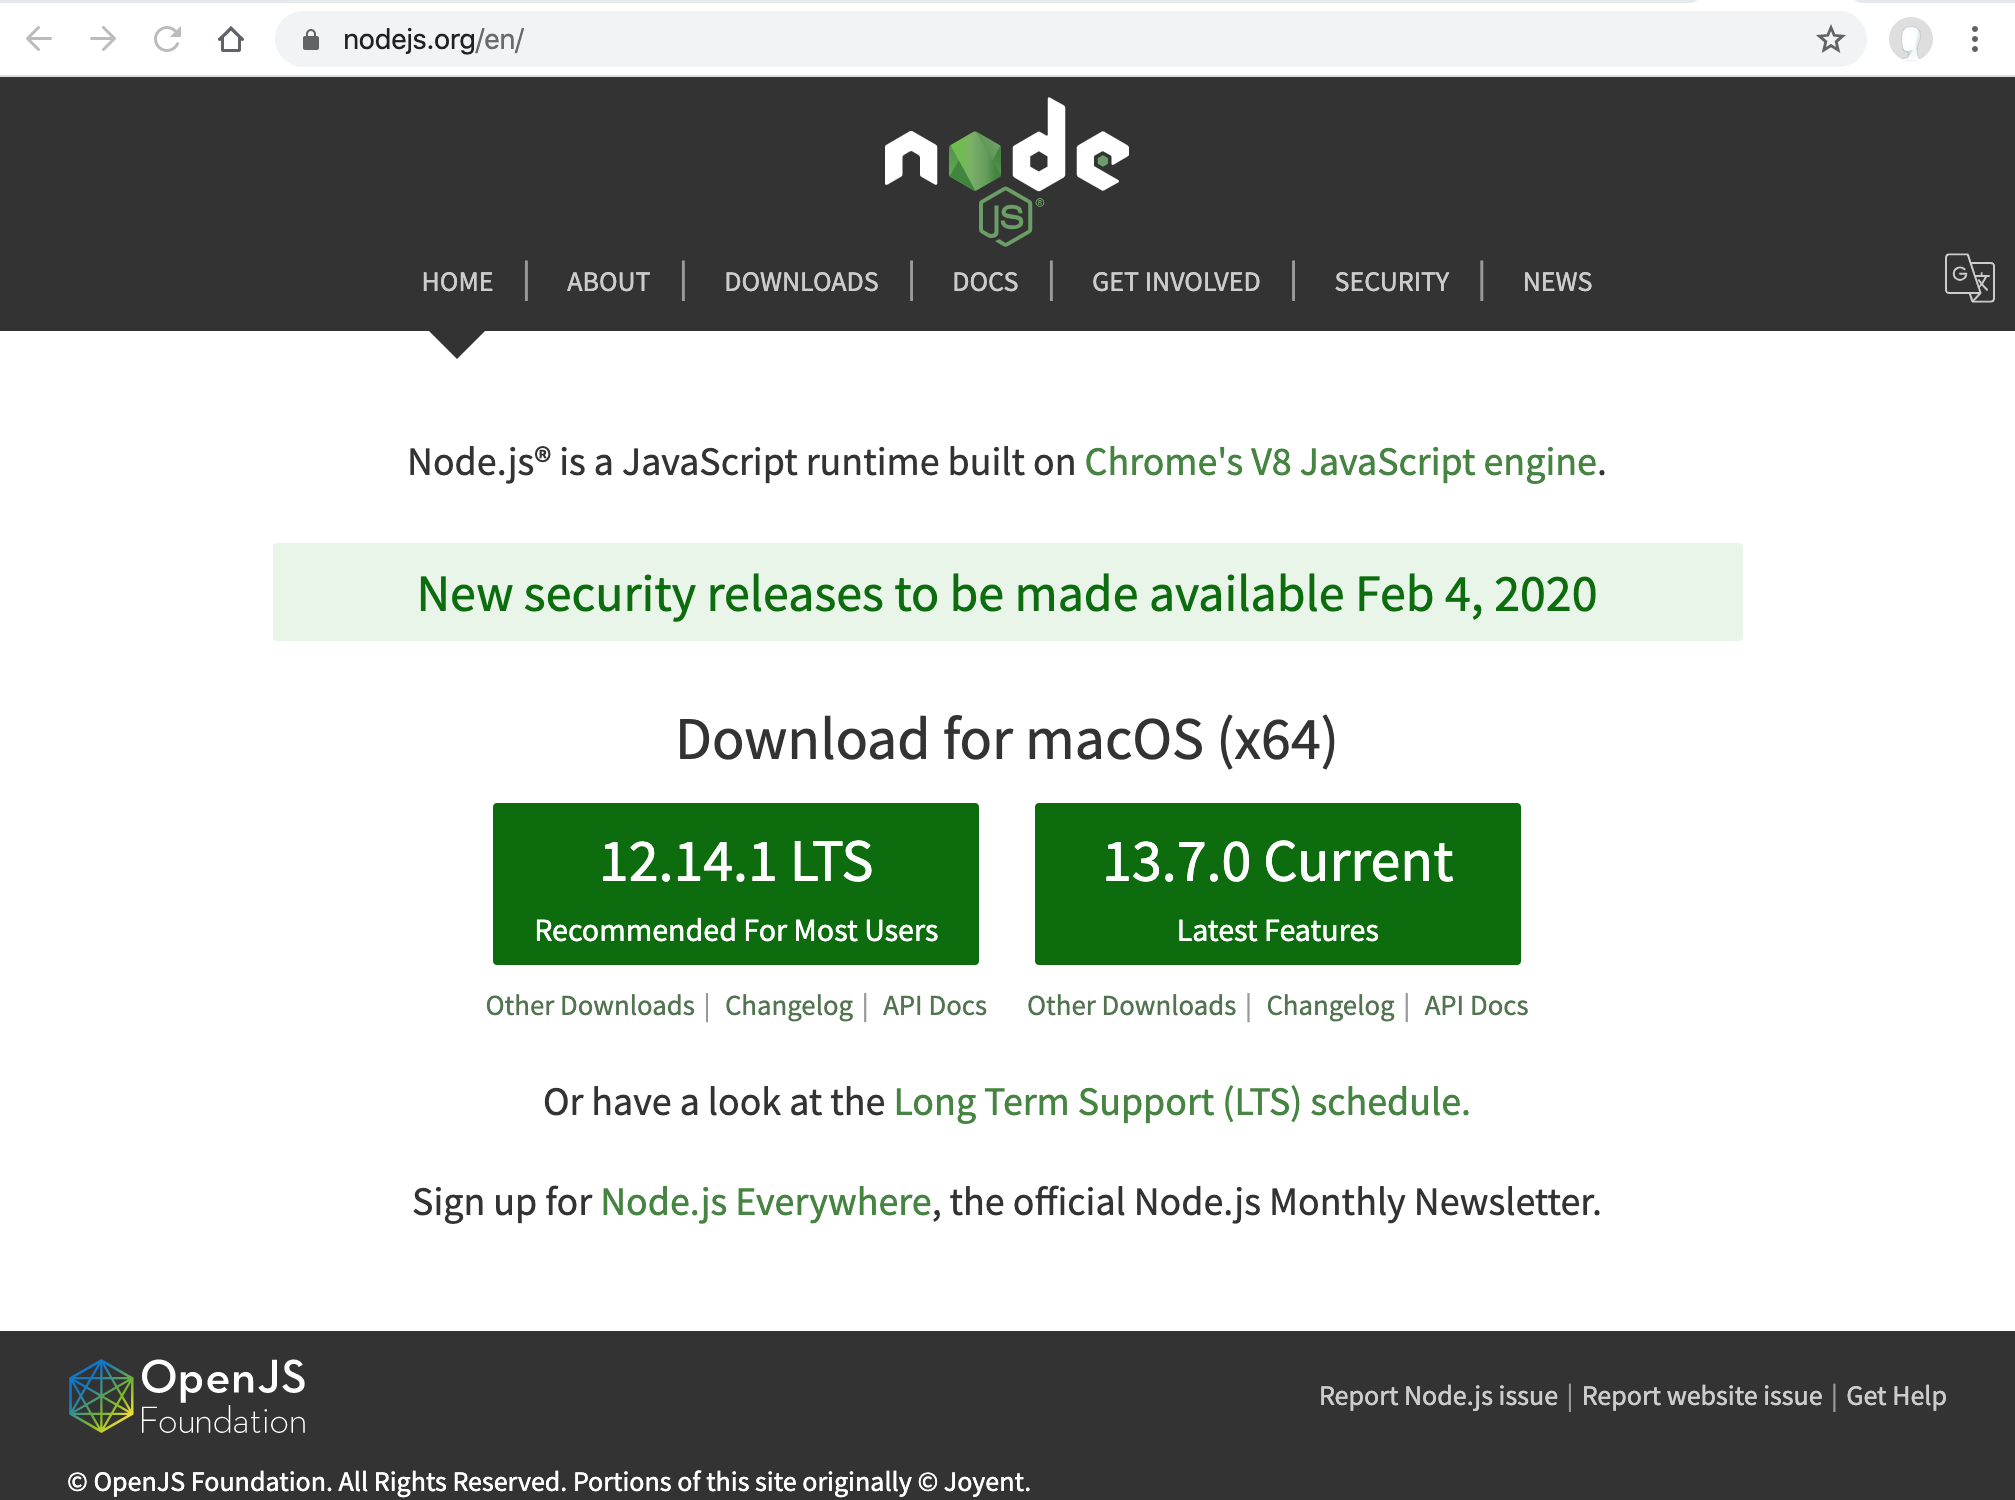 nodejs.org/en/
node
JS ®
HOME | ABOUT | DOWNLOADS | DOCS | GET INVOLVED | SECURITY | NEWS
G 文
Node.js® is a JavaScript runtime built on Chrome's V8 JavaScript engine.
New security releases to be made available Feb 4, 2020
Download for macOS (x64)
12.14.1 LTS
Recommended For Most Users
Other Downloads | Changelog | API Docs
13.7.0 Current
Latest Features
Other Downloads | Changelog | API Docs
Or have a look at the Long Term Support (LTS) schedule.
Sign up for Node.js Everywhere, the official Node.js Monthly Newsletter.
OpenJS
Foundation
Report Node.js issue | Report website issue | Get Help
© OpenJS Foundation. All Rights Reserved. Portions of this site originally © Joyent.